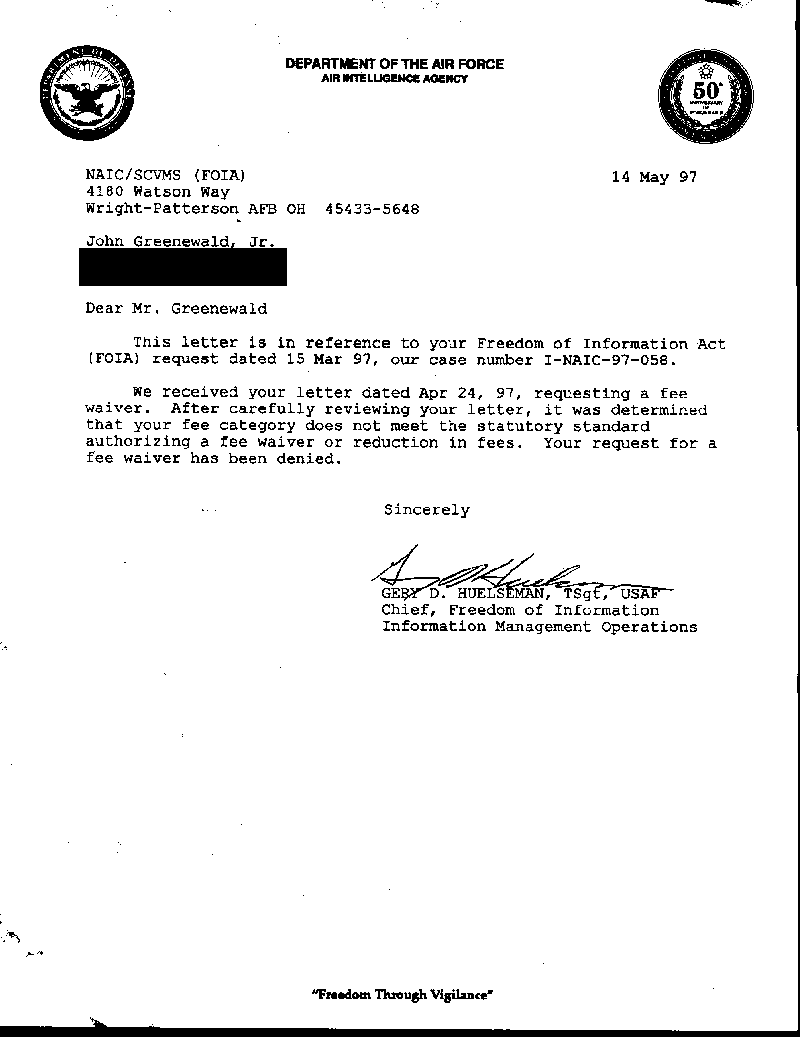 DEPARTMENT OF THE AIR FORCE
AIR INTELLIGENCE AGENCY
DEPARTMENT OF DEFENSE
50
ANNIVERSARY
NAIC/SCVMS (FOIA)
14 May 97
4180 Watson Way
Wright-Patterson AFB OH 45433-5648
John Greenewald, Jr.
Dear Mr. Greenewald
This letter is in reference to your Freedom of Information Act
(FOIA) request dated 15 Mar 97, our case number I-NAIC-97-058.
We received your letter dated Apr 24, 97, requesting a fee
waiver. After carefully reviewing your letter, it was determined
that your fee category does not meet the statutory standard
authorizing a fee waiver or reduction in fees. Your request for a
fee waiver has been denied.
Sincerely
GERY D. HUELSEMAN, TSgt, USAF
Chief, Freedom of Information
Information Management Operations
"Freedom Through Vigilance"